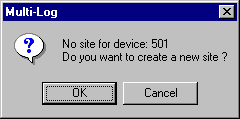 Multi-Log
No site for device: 501
Do you want to create a new site ?
OK
Cancel